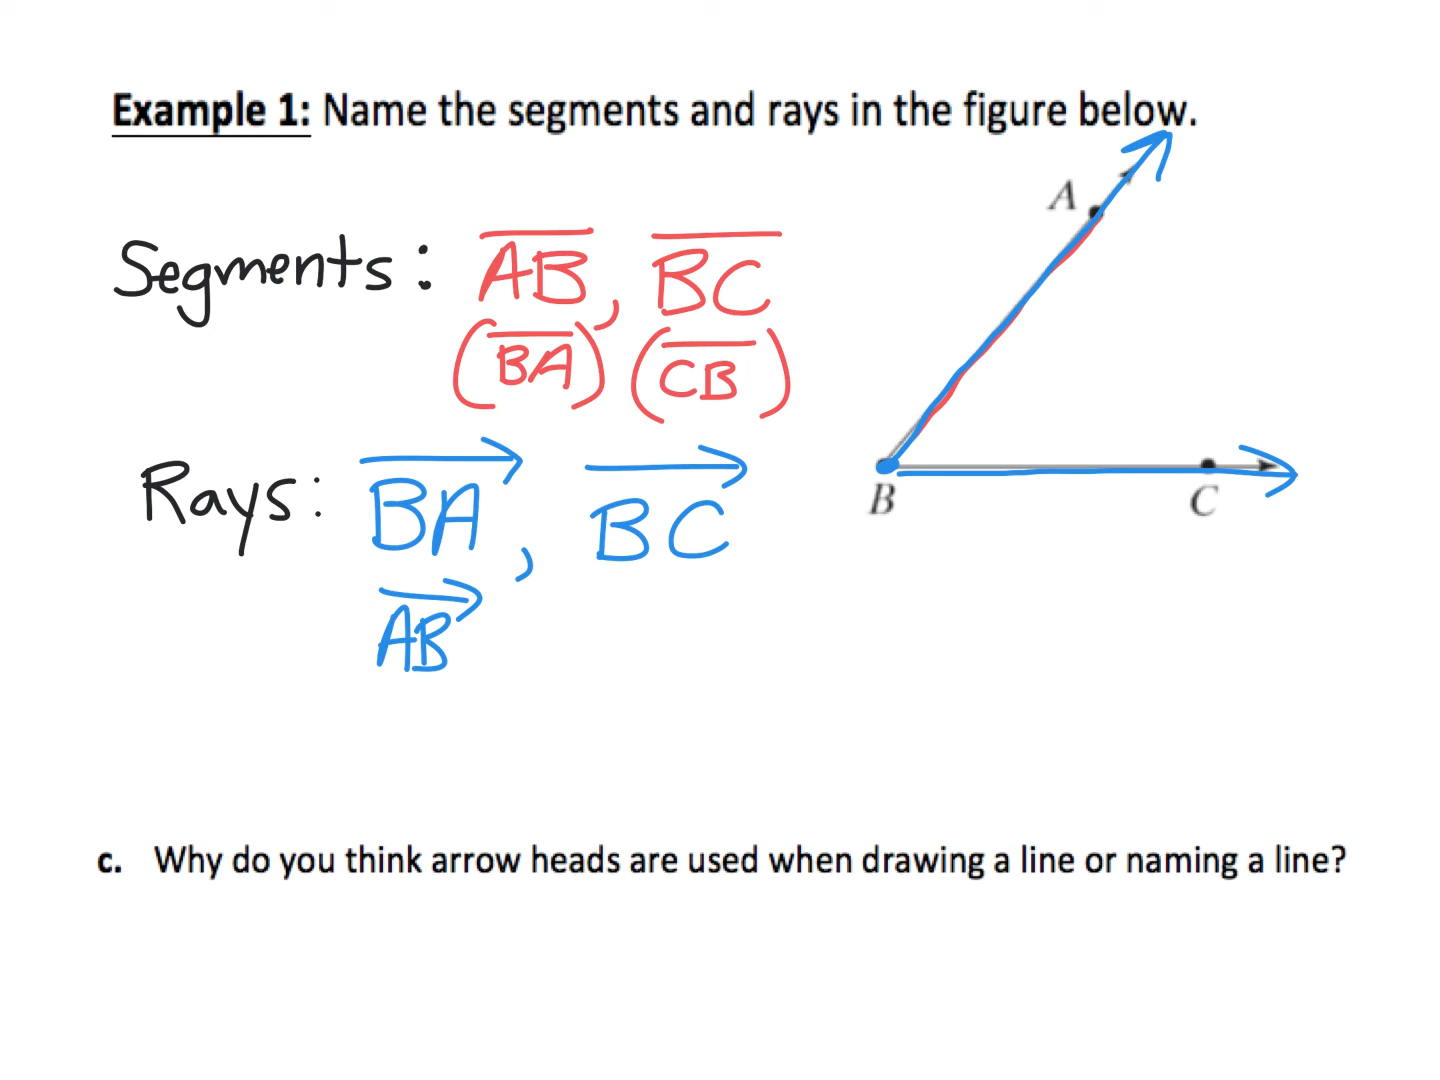 Example 1: Name the segments and rays in the figure below.
A
Segments: AB, BC
(BA) (CB)
Rays: BA, BC
B C
AB
c. Why do you think arrow heads are used when drawing a line or naming a line?